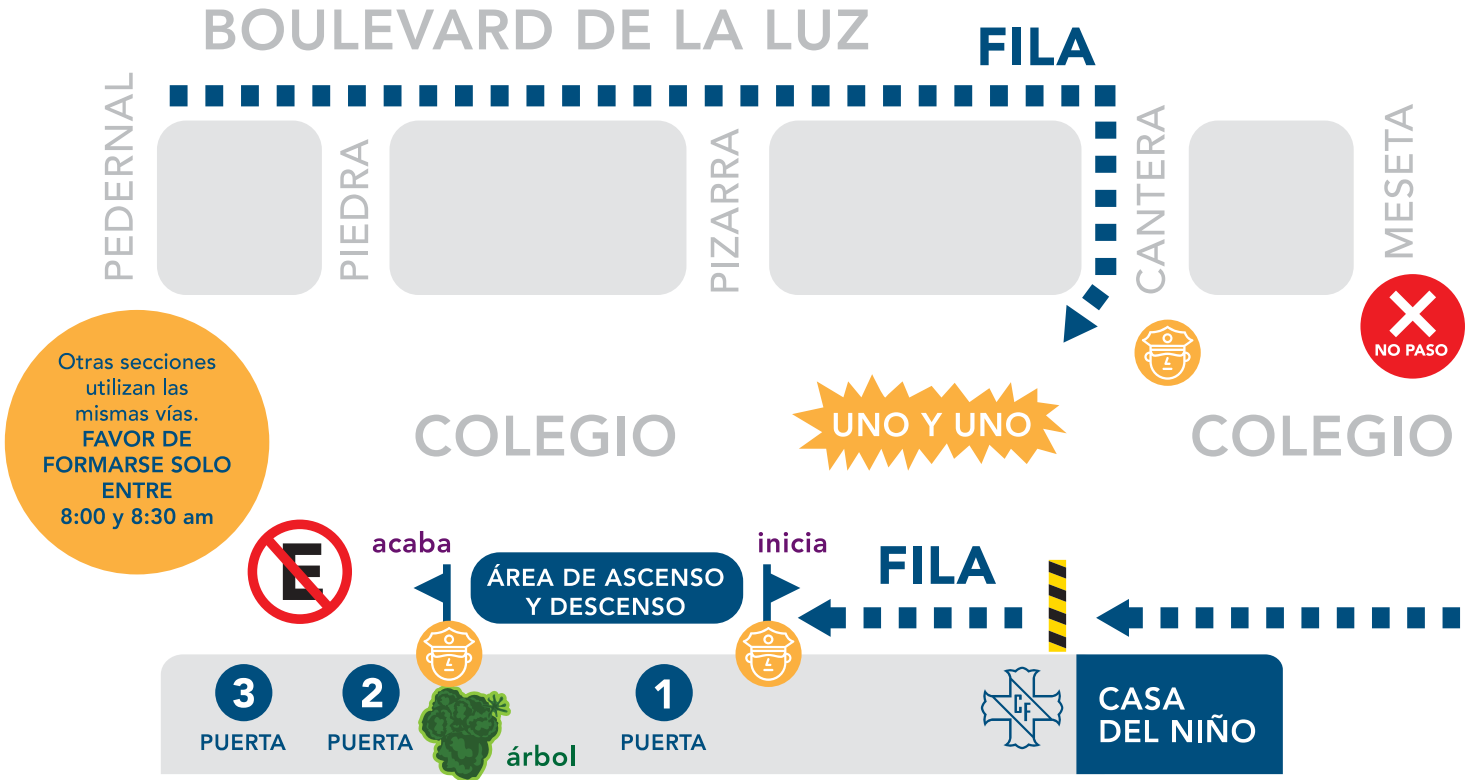 BOULEVARD DE LA LUZ
FILA
PEDERNAL
PIEDRA
PIZARRA
CANTERA
MESETA
NO PASO
Otras secciones
utilizan las
mismas vías.
FAVOR DE
FORMARSE SOLO
ENTRE
8:00 y 8:30 am
COLEGIO
UNO Y UNO
COLEGIO
E
acaba
ÁREA DE ASCENSO
Y DESCENSO
inicia
FILA
3
PUERTA
2
PUERTA
árbol
1
PUERTA
CF
CASA
DEL NIÑO